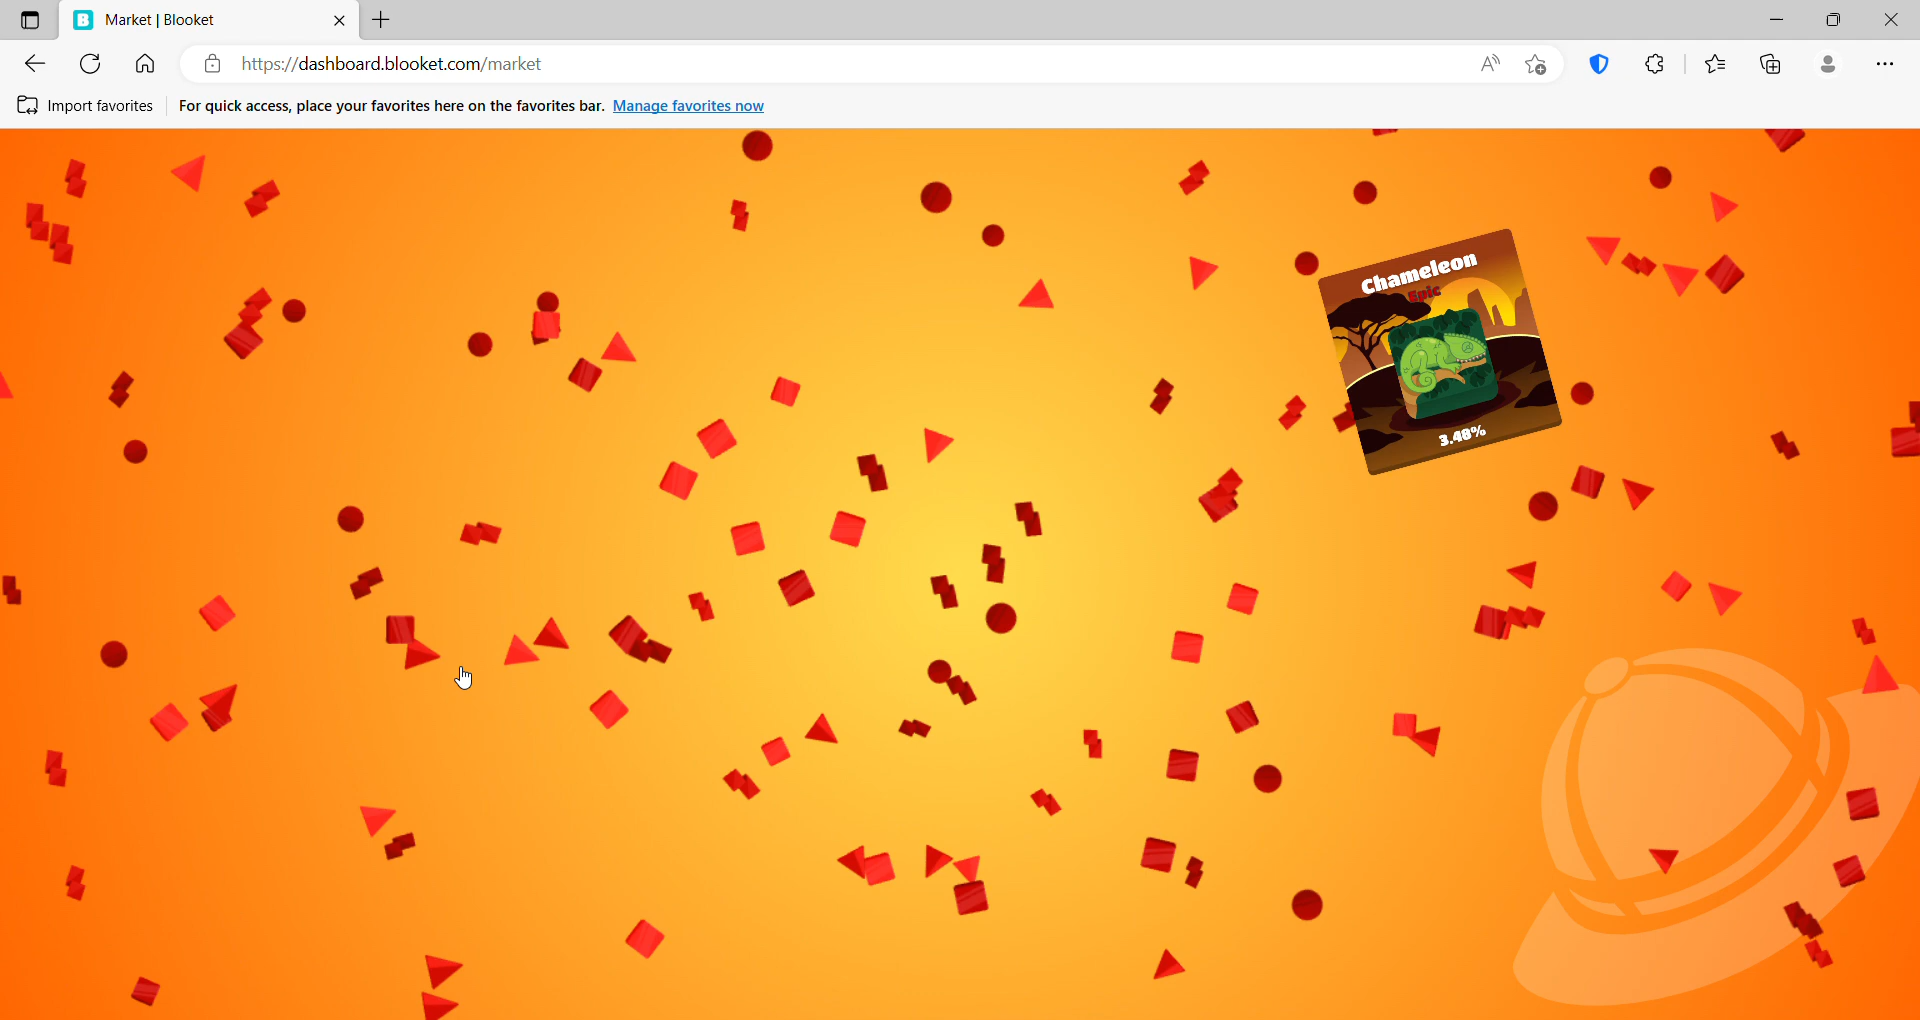 Market | Blooket
https://dashboard.blooket.com/market
Import favorites
For quick access, place your favorites here on the favorites bar. Manage favorites now
Chameleon
Epic
3.48%